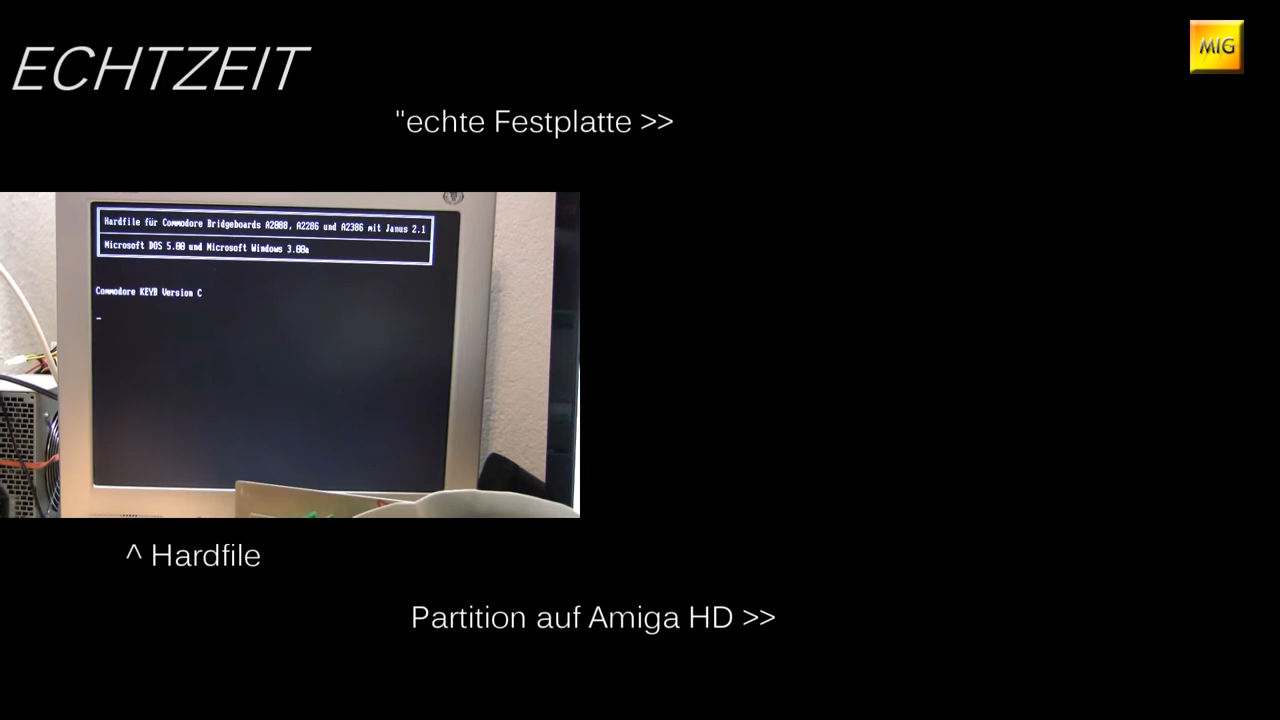 ECHTZEIT
MIG
"echte Festplatte >>
Hardfile für Commodore Bridgeboards A2088, A2286 und A2386 mit Janus 2.1
Microsoft DOS 5.00 und Microsoft Windows 3.00a
Commodore KEYB Version C
^ Hardfile
Partition auf Amiga HD >>